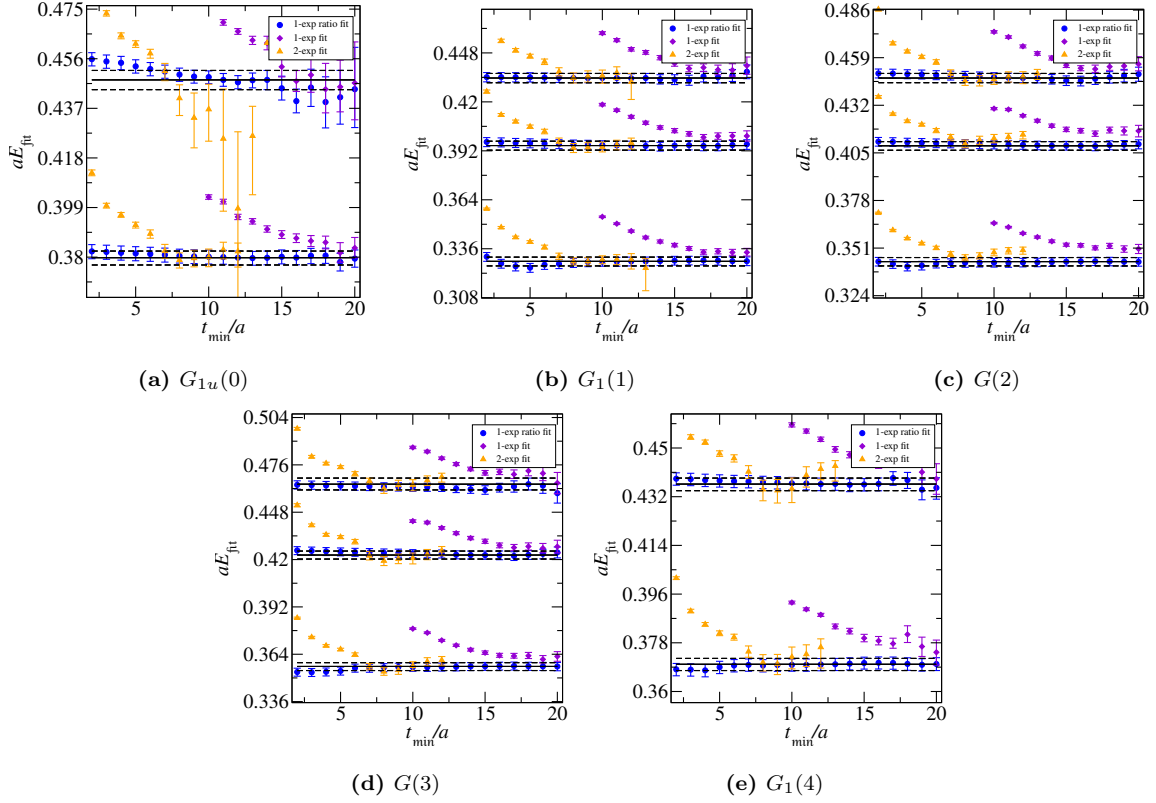 0.475
0.456
0.437
0.418
0.399
0.38
aE_fit
5
10
15
20
t_min/a
1-exp ratio fit
1-exp fit
2-exp fit
(a) G_{1u}(0)
0.448
0.42
0.392
0.364
0.336
0.308
aE_fit
5
10
15
20
t_min/a
1-exp ratio fit
1-exp fit
2-exp fit
(b) G_1(1)
0.486
0.459
0.432
0.405
0.378
0.351
0.324
aE_fit
5
10
15
20
t_min/a
1-exp ratio fit
1-exp fit
2-exp fit
(c) G(2)
0.504
0.476
0.448
0.42
0.392
0.364
0.336
aE_fit
5
10
15
20
t_min/a
1-exp ratio fit
1-exp fit
2-exp fit
(d) G(3)
0.45
0.432
0.414
0.396
0.378
0.36
aE_fit
5
10
15
20
t_min/a
1-exp ratio fit
1-exp fit
2-exp fit
(e) G_1(4)